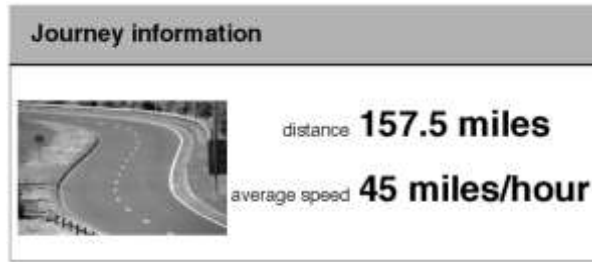 Journey information
distance 157.5 miles
average speed 45 miles/hour